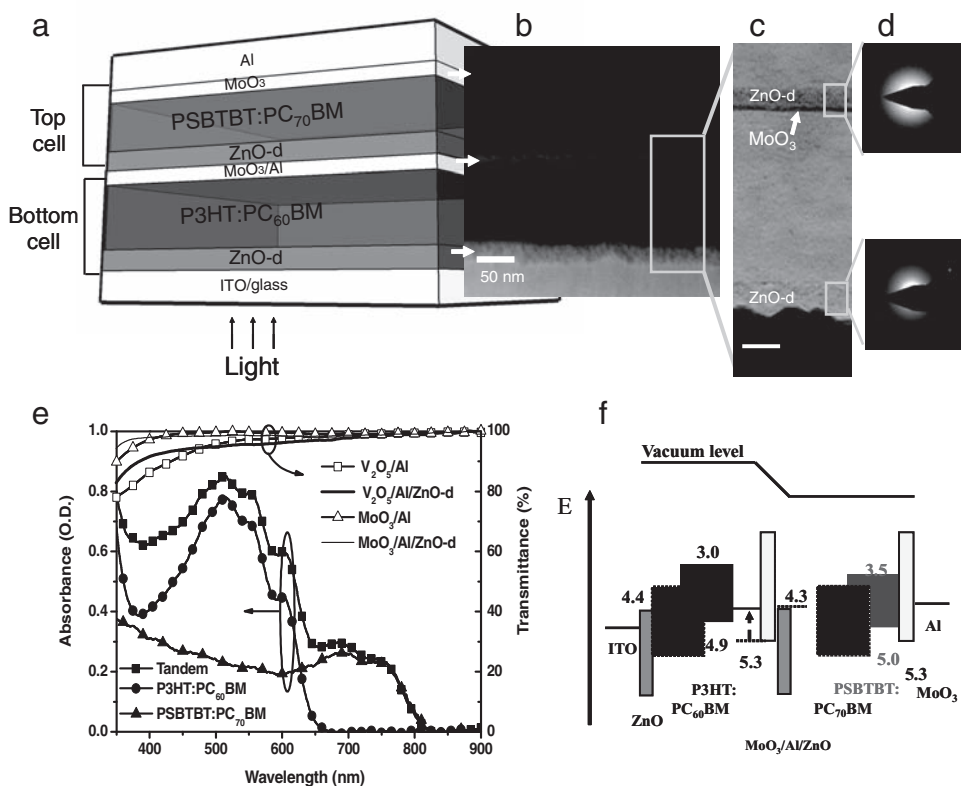 a
b
c
d
Al
MoO₃
PSBTBT:PC₇₀BM
ZnO-d
MoO₃/Al
P3HT:PC₆₀BM
ZnO-d
ITO/glass
Top
cell
Bottom
cell
Light
50 nm
ZnO-d
MoO₃
ZnO-d
e
1.0
0.8
0.6
0.4
0.2
0.0
Absorbance (O.D.)
100
80
60
40
20
0
Transmittance (%)
V₂O₅/Al
V₂O₅/Al/ZnO-d
MoO₃/Al
MoO₃/Al/ZnO-d
Tandem
P3HT:PC₆₀BM
PSBTBT:PC₇₀BM
400 500 600 700 800 900
Wavelength (nm)
f
Vacuum level
E
3.0
3.5
4.4
4.3
ITO
4.9
5.3
Al
5.0
5.3
MoO₃
ZnO
P3HT:
PC₆₀BM
PSBTBT:
PC₇₀BM
MoO₃/Al/ZnO